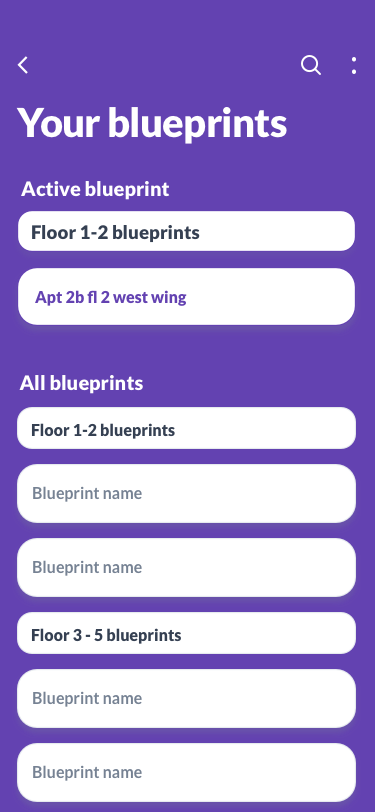 Your blueprints
Active blueprint
Floor 1-2 blueprints
Apt 2b fl 2 west wing
All blueprints
Floor 1-2 blueprints
Blueprint name
Blueprint name
Floor 3 - 5 blueprints
Blueprint name
Blueprint name